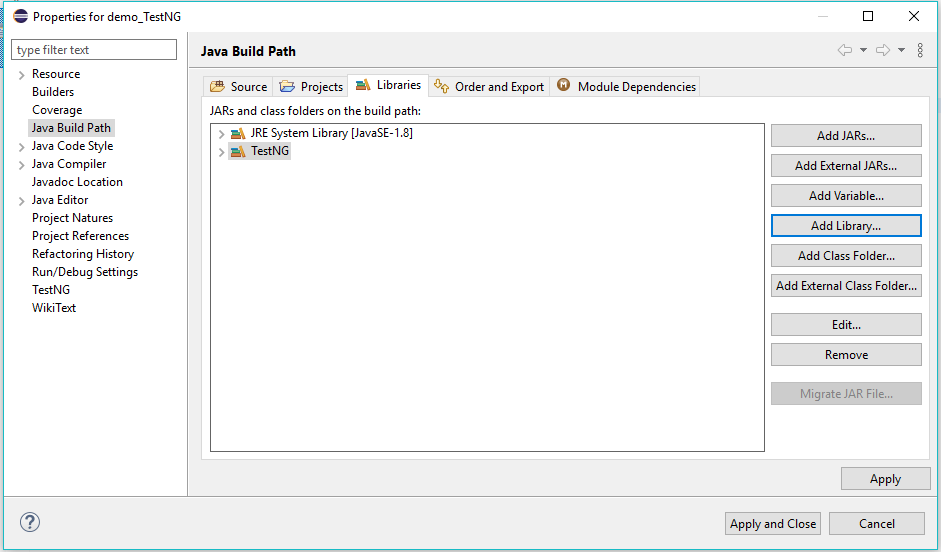 Properties for demo_TestNG
type filter text
Resource
Builders
Coverage
Java Build Path
Java Code Style
Java Compiler
Javadoc Location
Java Editor
Project Natures
Project References
Refactoring History
Run/Debug Settings
TestNG
WikiText
Java Build Path
Source Projects Libraries Order and Export M Module Dependencies
JARs and class folders on the build path:
JRE System Library [JavaSE-1.8]
TestNG
Add JARs...
Add External JARs...
Add Variable...
Add Library...
Add Class Folder...
Add External Class Folder...
Edit...
Remove
Migrate JAR File...
Apply
?
Apply and Close Cancel